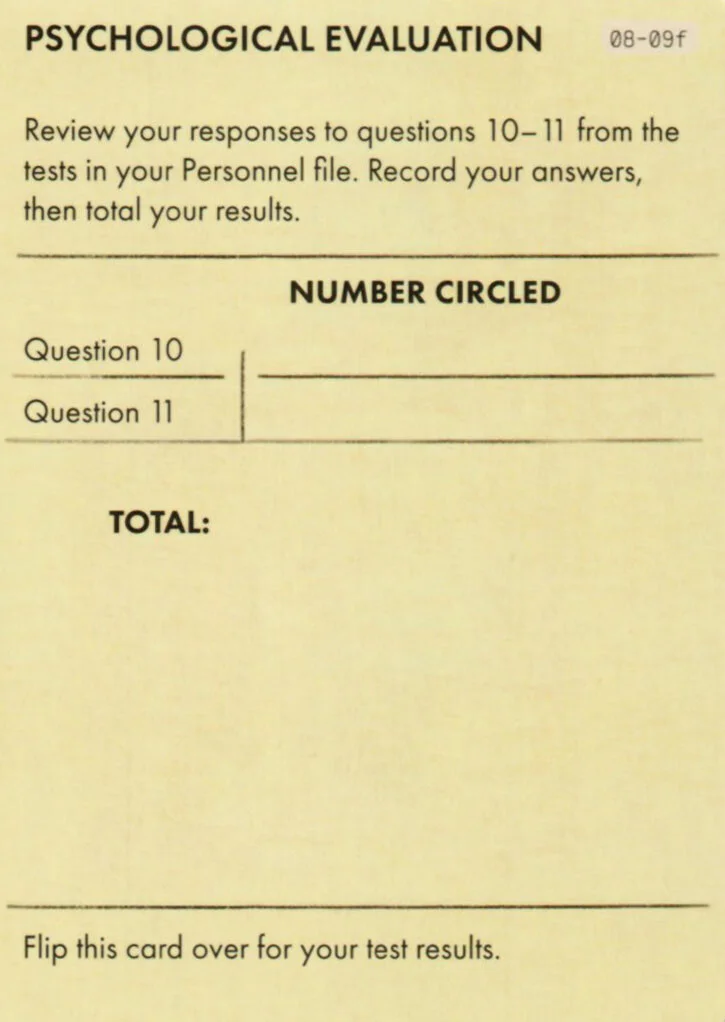 PSYCHOLOGICAL EVALUATION 08-09f
Review your responses to questions 10–11 from the
tests in your Personnel file. Record your answers,
then total your results.
NUMBER CIRCLED
Question 10
Question 11
TOTAL:
Flip this card over for your test results.